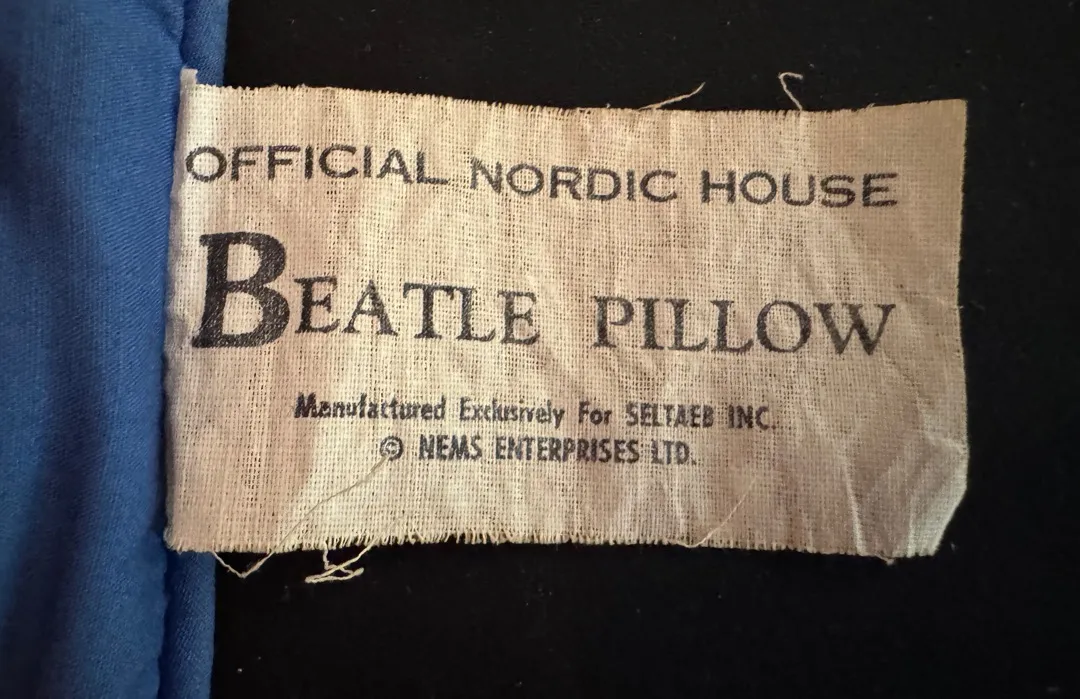 OFFICIAL NORDIC HOUSE
BEATLE PILLOW
Manufactured Exclusively For SELTAEB INC.
© NEMS ENTERPRISES LTD.